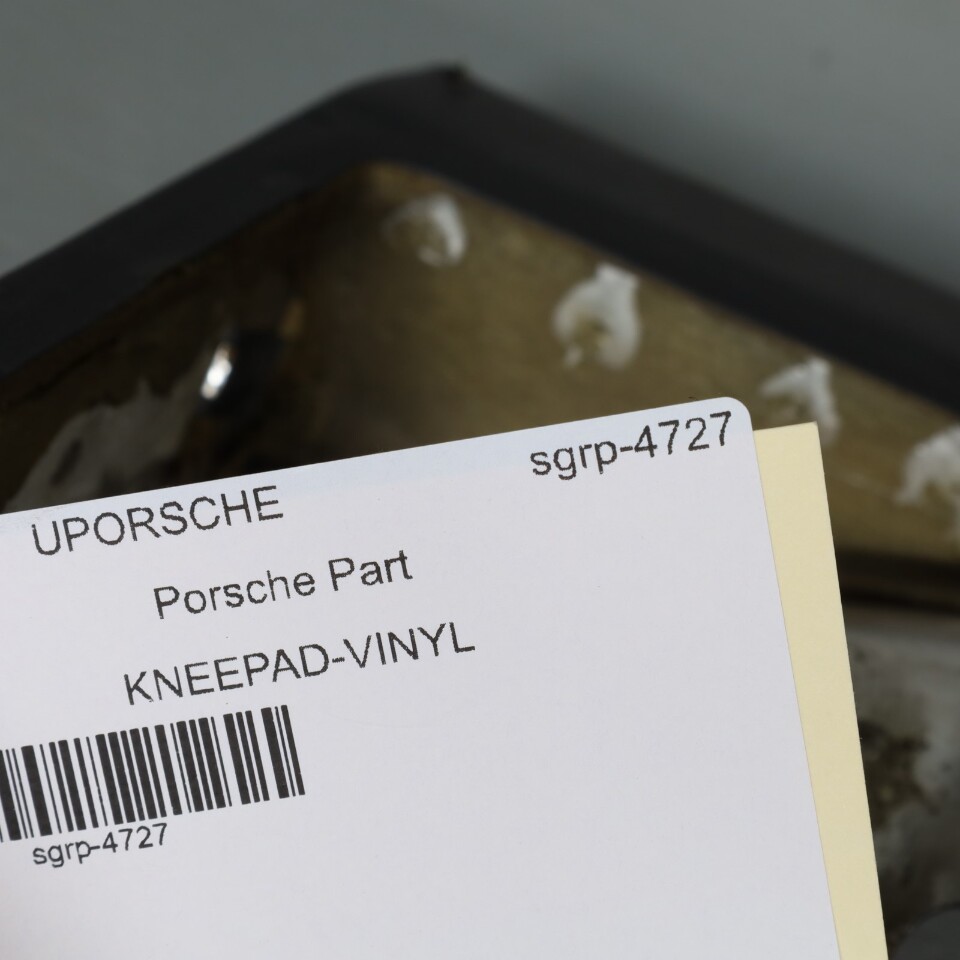 sgrp-4727
UPORSCHE
Porsche Part
KNEEPAD-VINYL
sgrp-4727